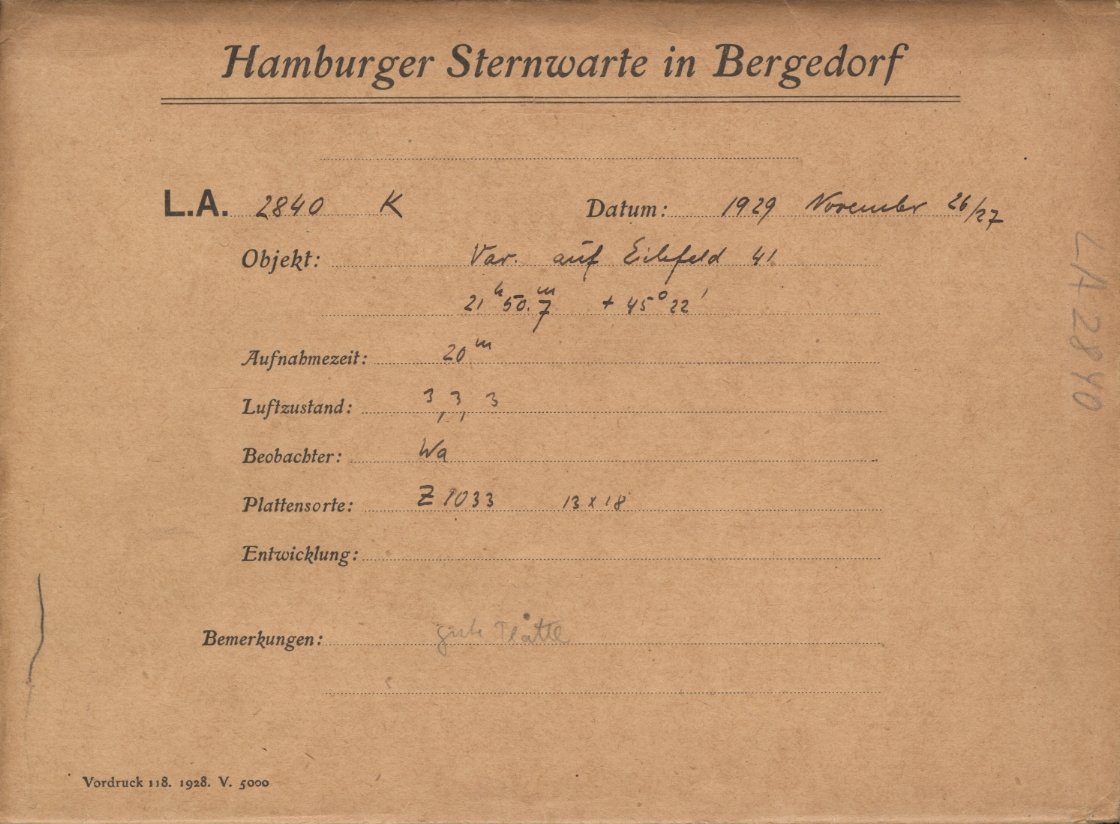 Hamburger Sternwarte in Bergedorf
L.A. 2840 K Datum: 1929 November 26/27
Objekt: Var. auf Eilefeld 41
21ʰ 50.ᵐ7 + 45° 22′
Aufnahmezeit: 20ᵐ
Luftzustand: 3, 3, 3
Beobachter: Wa
Plattensorte: Z 1033 13 x 18
Entwicklung:
Bemerkungen: gute Platte
Vordruck 118. 1928. V. 5000
LA 2840